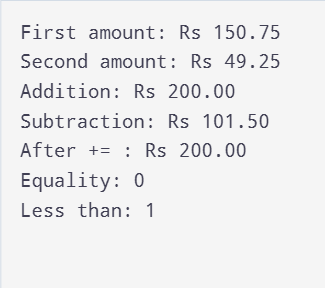 First amount: Rs 150.75
Second amount: Rs 49.25
Addition: Rs 200.00
Subtraction: Rs 101.50
After += : Rs 200.00
Equality: 0
Less than: 1